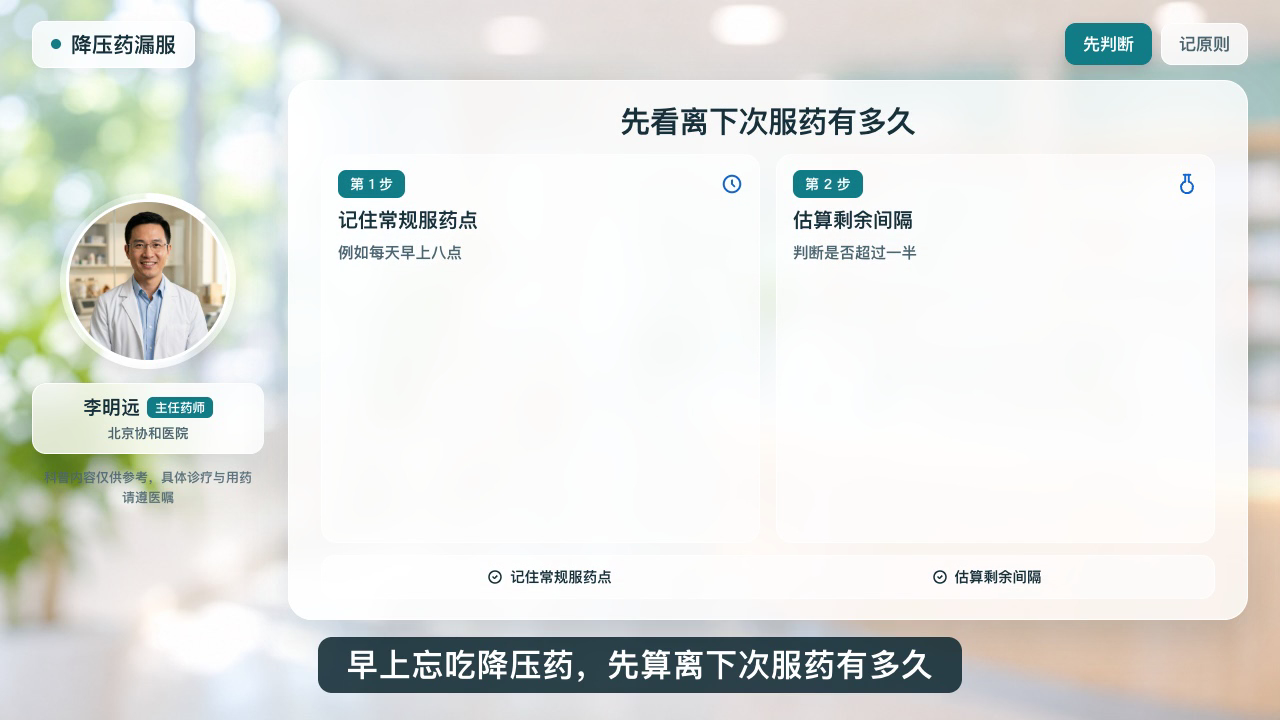 降压药漏服
先判断
记原则
先看离下次服药有多久
第 1 步
记住常规服药点
例如每天早上八点
第 2 步
估算剩余间隔
判断是否超过一半
李明远 主任药师
北京协和医院
科普内容仅供参考，具体诊疗与用药
请遵医嘱
记住常规服药点
估算剩余间隔
早上忘吃降压药，先算离下次服药有多久